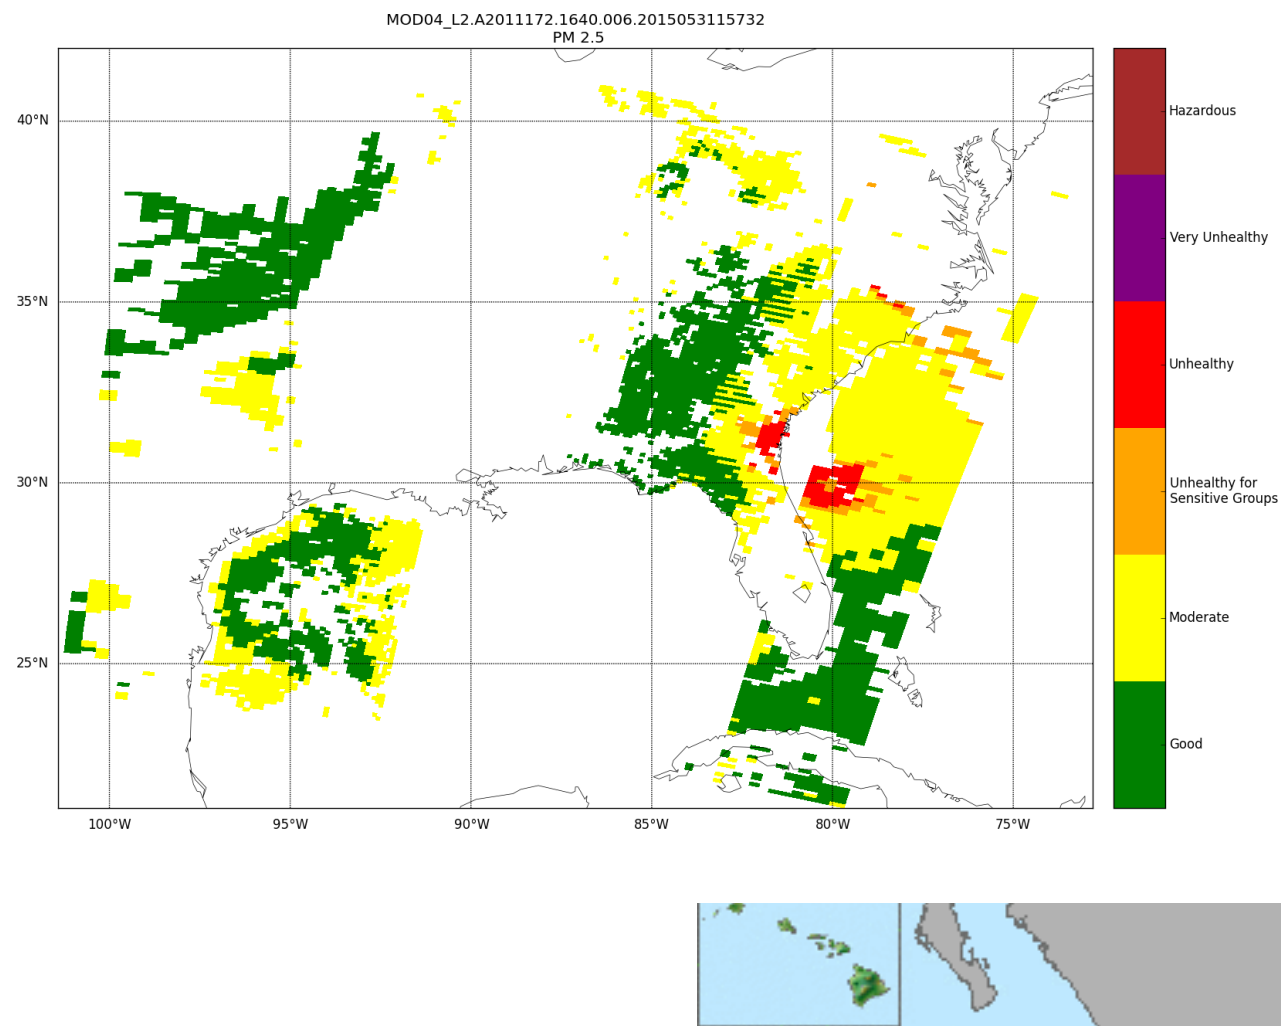 MOD04_L2.A2011172.1640.006.2015053115732
PM 2.5
40°N
35°N
30°N
25°N
100°W
95°W
90°W
85°W
80°W
75°W
Hazardous
Very Unhealthy
Unhealthy
Unhealthy for
Sensitive Groups
Moderate
Good